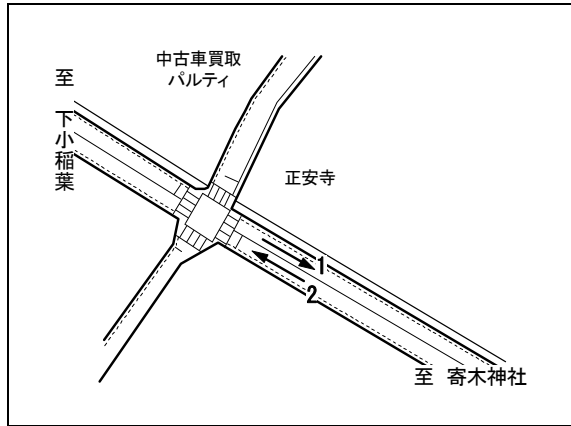 中古車買取
パルティ
至 下小稲葉
正安寺
1
2
至 寄木神社